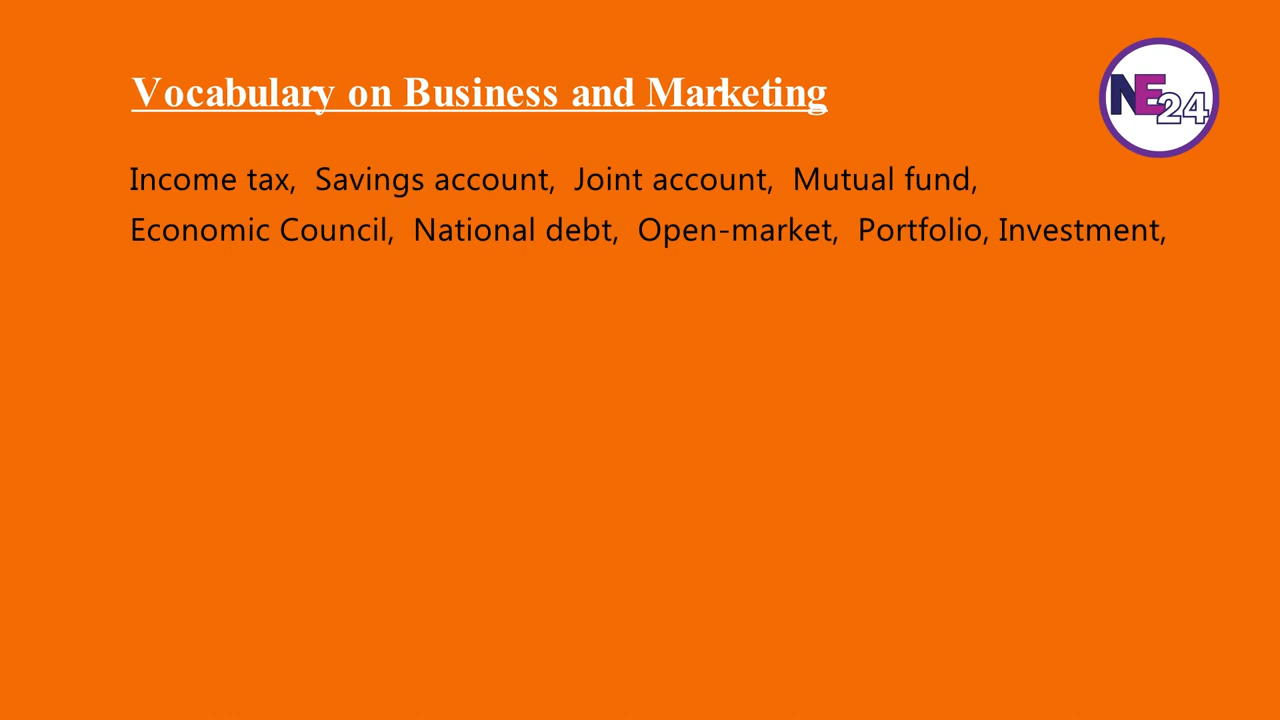 Vocabulary on Business and Marketing
NE24
Income tax, Savings account, Joint account, Mutual fund,
Economic Council, National debt, Open-market, Portfolio, Investment,